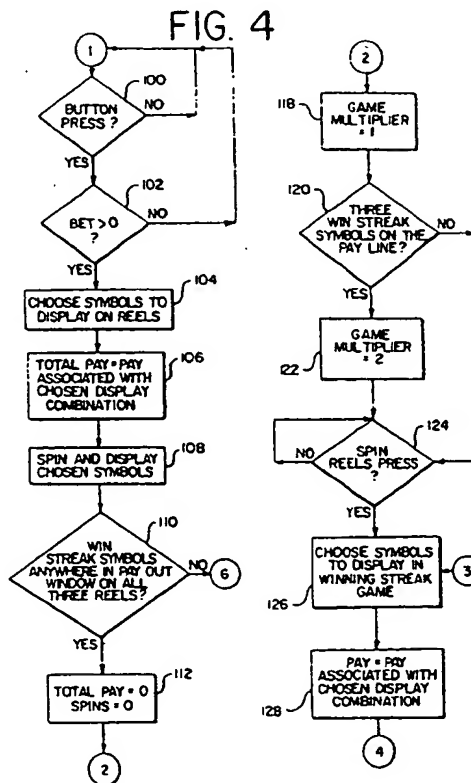 FIG. 4
1
100
BUTTON
PRESS ?
NO
YES
102
BET > 0
?
NO
YES
104
CHOOSE SYMBOLS TO
DISPLAY ON REELS
106
TOTAL PAY = PAY
ASSOCIATED WITH
CHOSEN DISPLAY
COMBINATION
108
SPIN AND DISPLAY
CHOSEN SYMBOLS
110
WIN
STREAK SYMBOLS
ANYWHERE IN PAY OUT
WINDOW ON ALL
THREE REELS?
NO
6
YES
112
TOTAL PAY = 0
SPINS = 0
2
2
118
GAME
MULTIPLIER
= 1
120
THREE
WIN STREAK
SYMBOLS ON THE
PAY LINE?
NO
YES
GAME
MULTIPLIER
= 2
122
124
NO
SPIN
REELS PRESS
?
YES
CHOOSE SYMBOLS
TO DISPLAY IN
WINNING STREAK
GAME
126
3
PAY = PAY
ASSOCIATED WITH
CHOSEN DISPLAY
COMBINATION
128
4